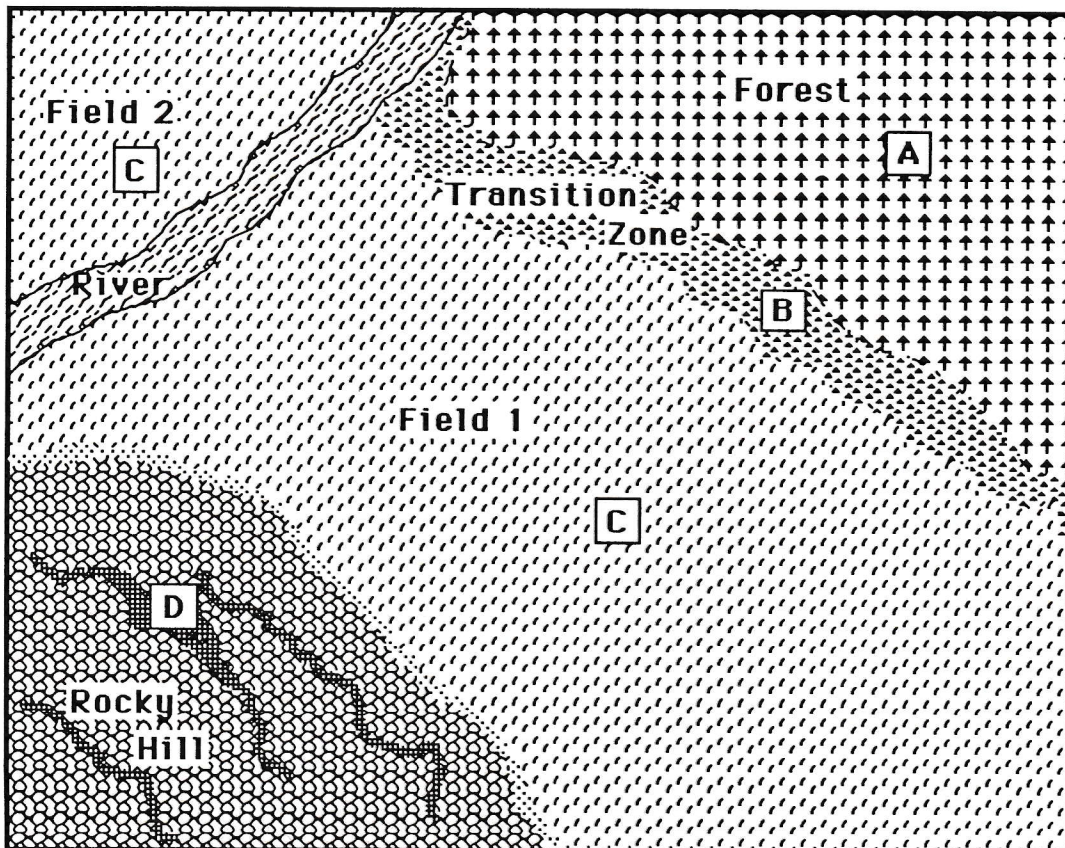 Forest
Field 2
A
C
Transition
Zone
River
B
Field 1
C
D
Rocky
Hill